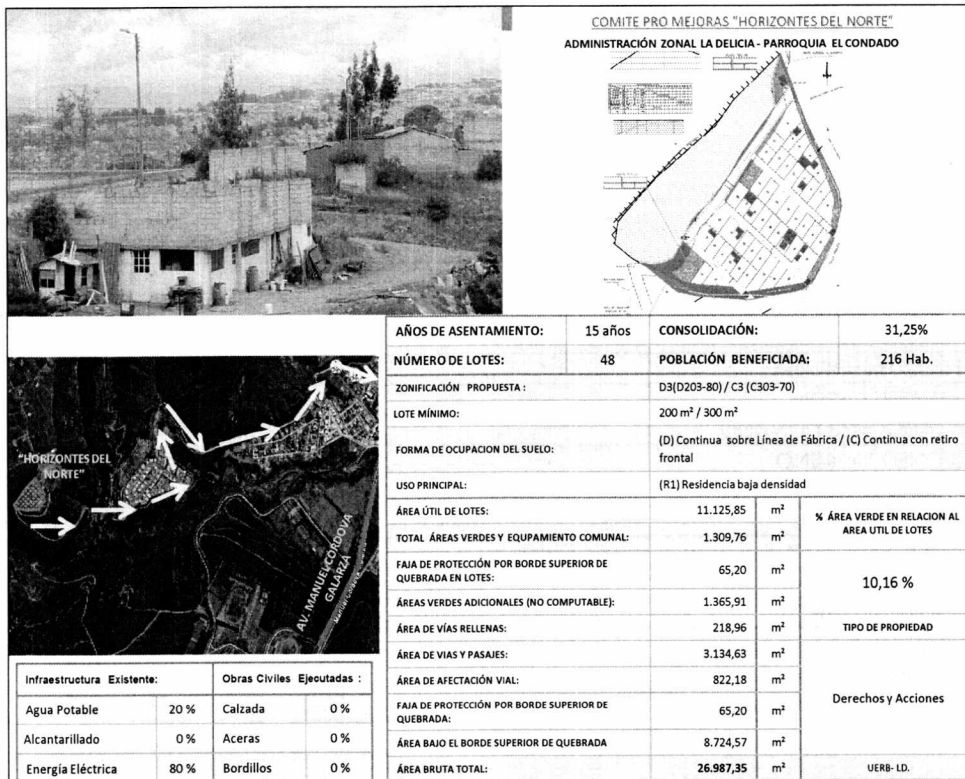 COMITE PRO MEJORAS "HORIZONTES DEL NORTE"
ADMINISTRACIÓN ZONAL LA DELICIA - PARROQUIA EL CONDADO
AÑOS DE ASENTAMIENTO: 15 años CONSOLIDACIÓN: 31,25%
NÚMERO DE LOTES: 48 POBLACIÓN BENEFICIADA: 216 Hab.
ZONIFICACIÓN PROPUESTA : D3(D203-80) / C3 (C303-70)
LOTE MÍNIMO: 200 m² / 300 m²
FORMA DE OCUPACION DEL SUELO: (D) Continua sobre Línea de Fábrica / (C) Continua con retiro frontal
USO PRINCIPAL: (R1) Residencia baja densidad
ÁREA ÚTIL DE LOTES: 11.125,85 m²
% ÁREA VERDE EN RELACION AL AREA UTIL DE LOTES
TOTAL ÁREAS VERDES Y EQUPAMIENTO COMUNAL: 1.309,76 m²
FAJA DE PROTECCIÓN POR BORDE SUPERIOR DE QUEBRADA EN LOTES: 65,20 m²
10,16 %
ÁREAS VERDES ADICIONALES (NO COMPUTABLE): 1.365,91 m²
ÁREA DE VÍAS RELLENAS: 218,96 m² TIPO DE PROPIEDAD
ÁREA DE VIAS Y PASAJES: 3.134,63 m²
ÁREA DE AFECTACIÓN VIAL: 822,18 m²
Derechos y Acciones
FAJA DE PROTECCIÓN POR BORDE SUPERIOR DE QUEBRADA: 65,20 m²
ÁREA BAJO EL BORDE SUPERIOR DE QUEBRADA 8.724,57 m²
ÁREA BRUTA TOTAL: 26.987,35 m² UERB- LD.
"HORIZONTES DEL
NORTE"
AV. MANUEL CORDOVA
GALARZA
Infraestructura Existente: Obras Civiles Ejecutadas :
Agua Potable 20 % Calzada 0 %
Alcantarillado 0 % Aceras 0 %
Energía Eléctrica 80 % Bordillos 0 %